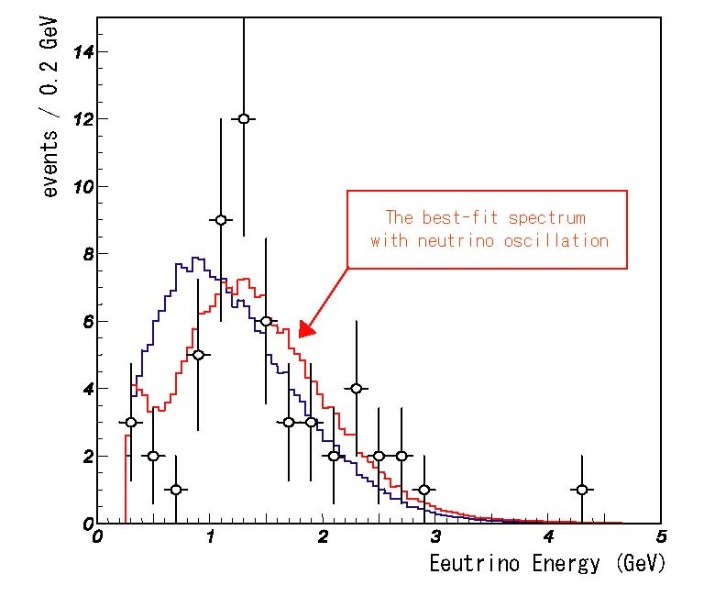 events / 0.2 GeV
14
12
10
8
6
4
2
0
The best-fit spectrum
with neutrino oscillation
0 1 2 3 4 5
Eeutrino Energy (GeV)